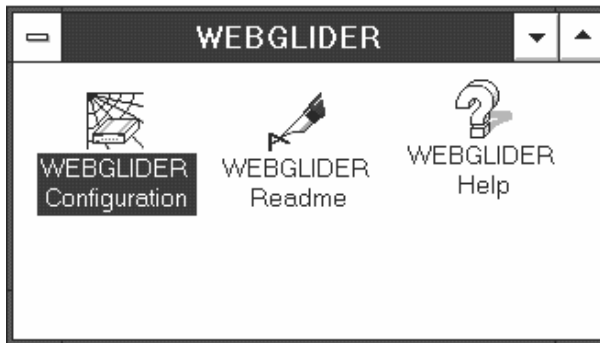 WEBGLIDER
WEBGLIDER
Configuration
WEBGLIDER
Readme
WEBGLIDER
Help